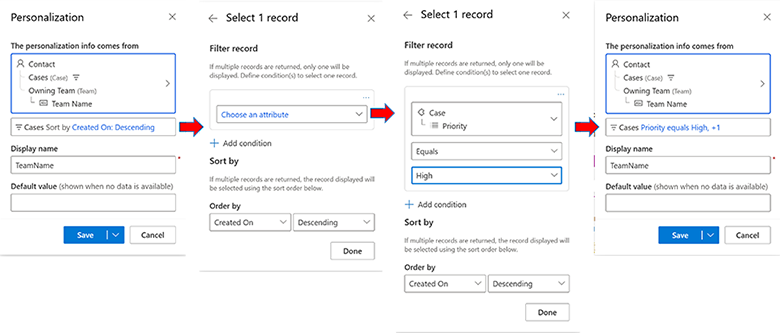 Personalization
The personalization info comes from
Contact
Cases (Case)
Owning Team (Team)
Team Name
Cases Sort by Created On: Descending
Display name
TeamName
*
Default value (shown when no data is available)
Save
Cancel
Select 1 record
Filter record
If multiple records are returned, only one will be
displayed. Define condition(s) to select one record.
Choose an attribute
Add condition
Sort by
If multiple records are returned, the record displayed
will be selected using the sort order below.
Order by
Created On
Descending
Done
Select 1 record
Filter record
If multiple records are returned, only one will be
displayed. Define condition(s) to select one record.
Case
Priority
Equals
High
Add condition
Sort by
If multiple records are returned, the record displayed will
be selected using the sort order below.
Order by
Created On
Descending
Done
Personalization
The personalization info comes from
Contact
Cases (Case)
Owning Team (Team)
Team Name
Cases Priority equals High, +1
Display name
TeamName
*
Default value (shown when no data is available)
Save
Cancel